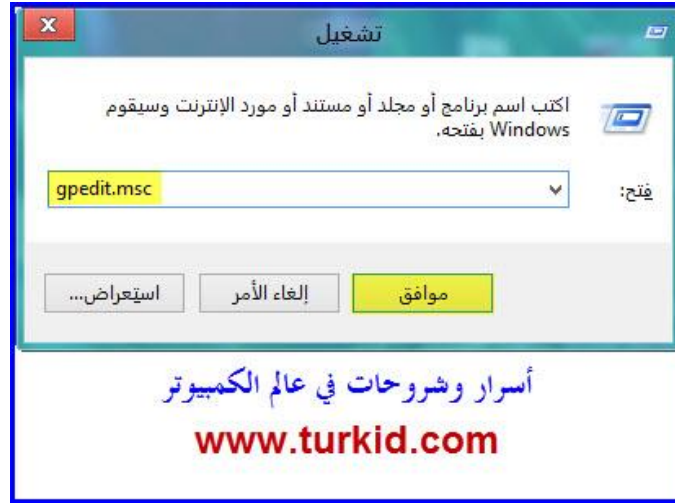 تشغيل
اكتب اسم برنامج أو مجلد أو مستند أو مورد الإنترنت وسيقوم
Windows بفتحه.
فتح:
gpedit.msc
موافق
إلغاء الأمر
استعراض...
أسرار وشروحات في عالم الكمبيوتر
www.turkid.com